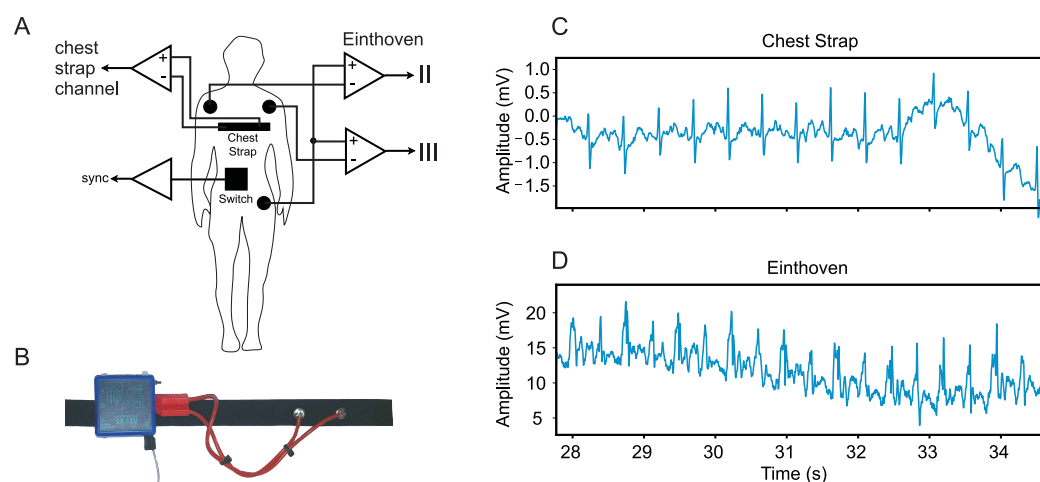 A
chest
strap
channel
+
-
Einthoven
+
-
II
Chest
Strap
+
-
III
sync
Switch
B
C
Chest Strap
Amplitude (mV)
1.0
0.5
0.0
−0.5
−1.0
−1.5
D
Einthoven
Amplitude (mV)
20
15
10
5
28
29
30
31
32
33
34
Time (s)